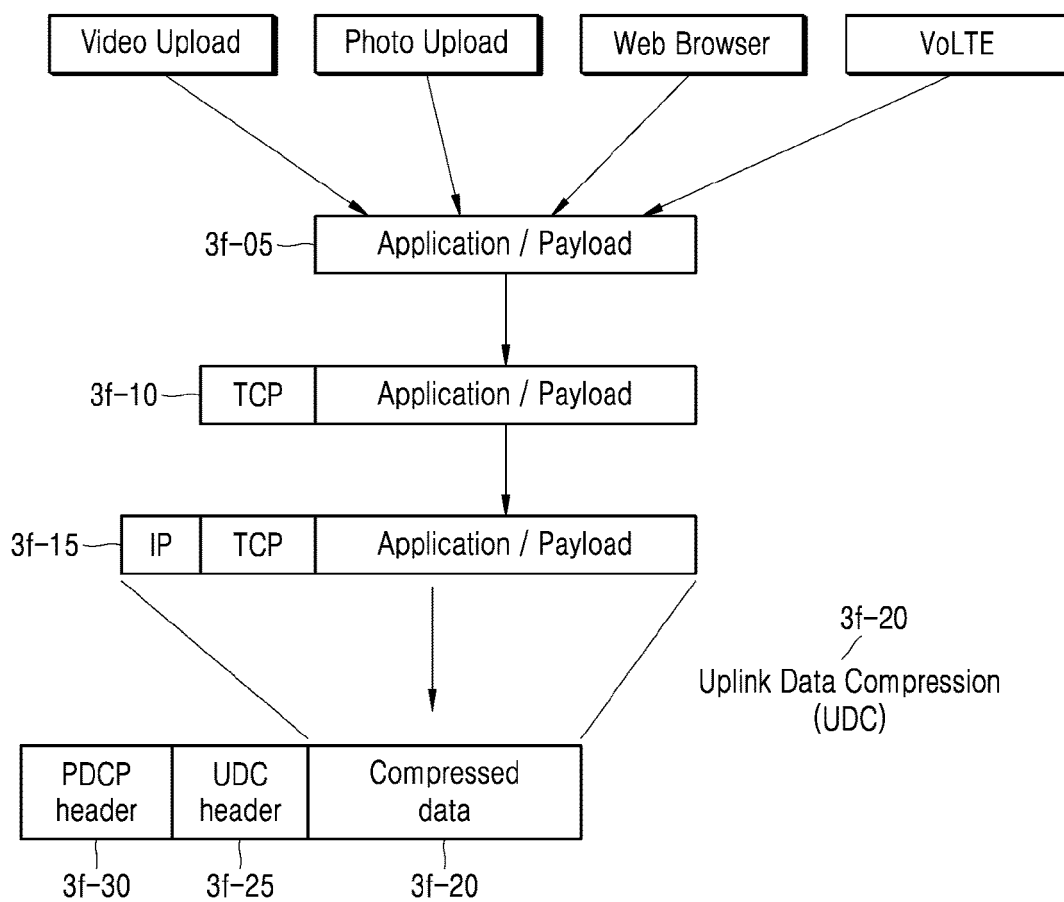 Video Upload
Photo Upload
Web Browser
VoLTE
3f-05
Application / Payload
3f-10
TCP
Application / Payload
3f-15
IP
TCP
Application / Payload
3f-20
Uplink Data Compression
(UDC)
PDCP
header
UDC
header
Compressed
data
3f-30
3f-25
3f-20